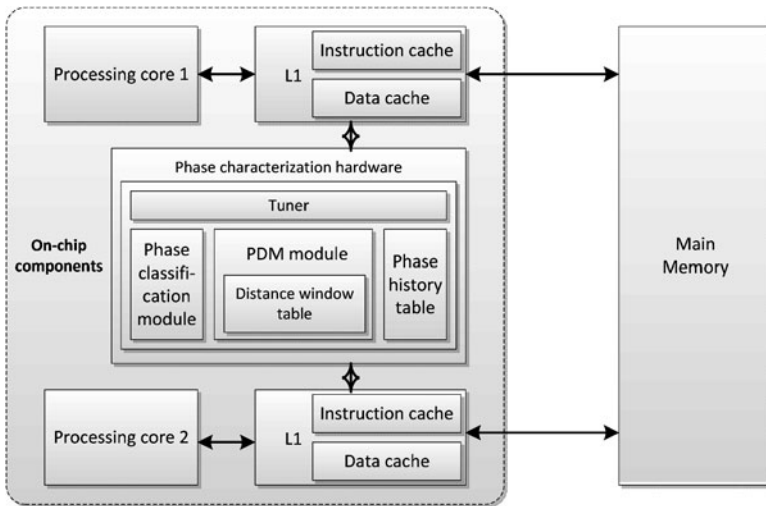 Processing core 1
L1
Instruction cache
Data cache
Phase characterization hardware
Tuner
On-chip
components
Phase
classifi-
cation
module
PDM module
Distance window
table
Phase
history
table
Main
Memory
Processing core 2
L1
Instruction cache
Data cache